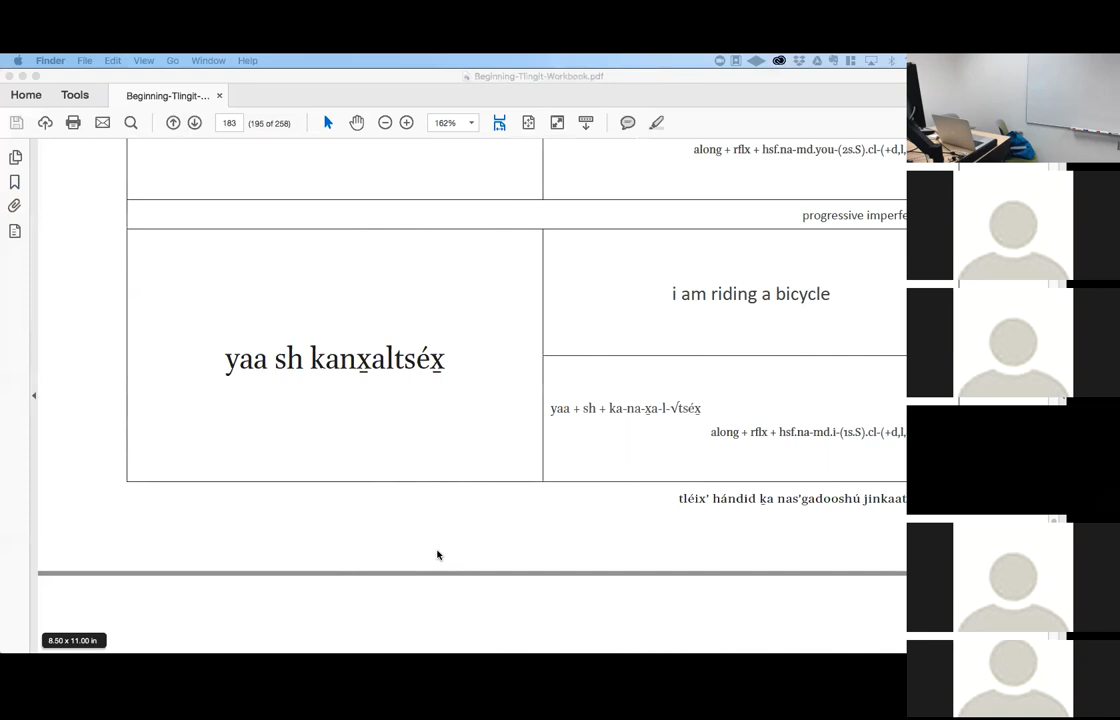 Finder File Edit View Go Window Help
Beginning-Tlingit-Workbook.pdf
Home Tools Beginning-Tlingit-... ×
183 (195 of 258) 162%
along + rflx + hsf.na-md.you-(2s.S).cl-(+d,l,
progressive imperfe
yaa sh kanx̲altséx̲
i am riding a bicycle
yaa + sh + ka-na-x̲a-l-√tséx̲
along + rflx + hsf.na-md.i-(1s.S).cl-(+d,l,
tléix' hándid ḵa nas'gadooshú jinkaat
8.50 x 11.00 in